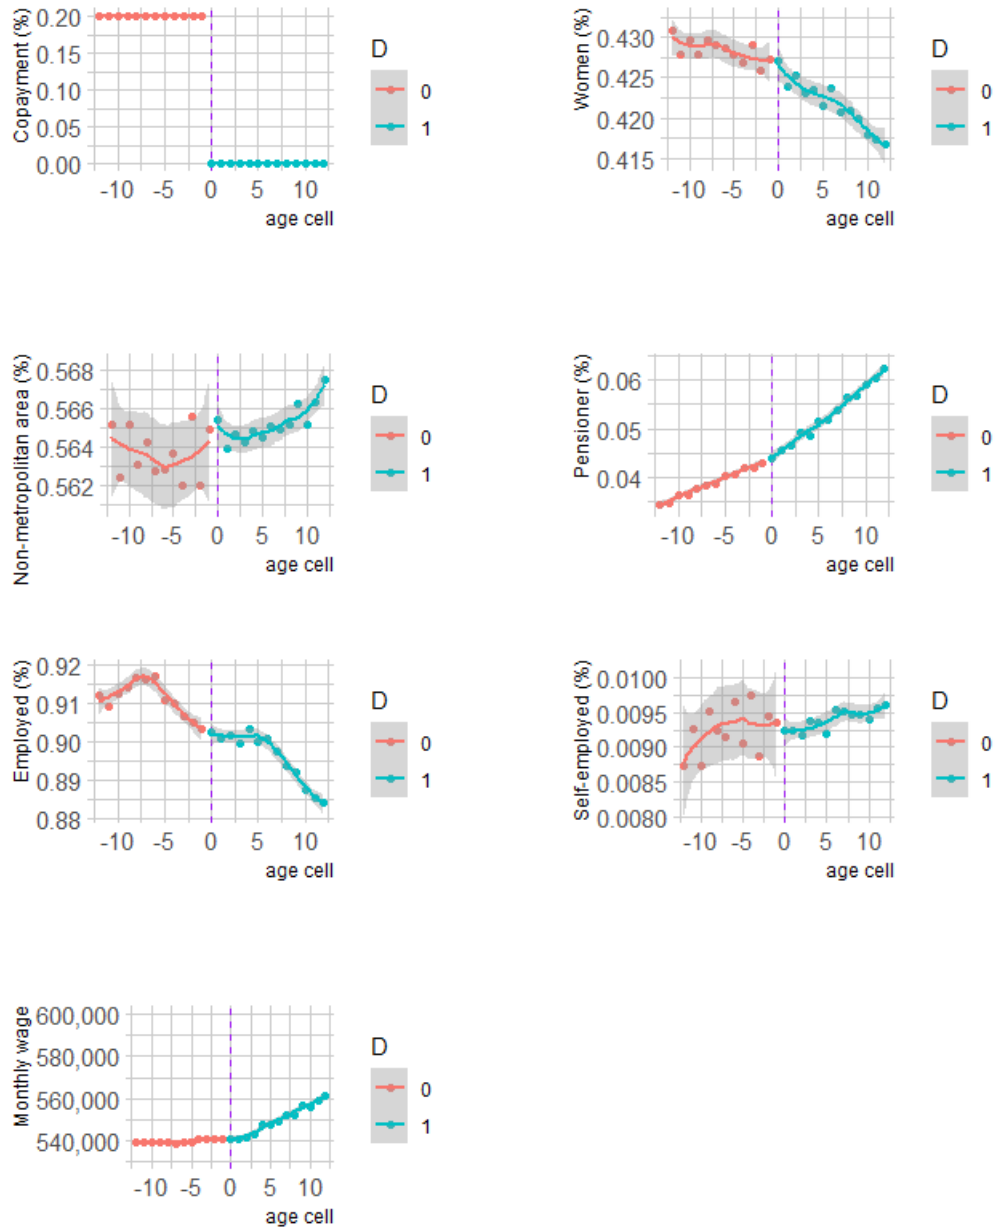 Copayment (%)
0.20
0.15
0.10
0.05
0.00
-10 -5 0 5 10
age cell
D
0
1
Women (%)
0.430
0.425
0.420
0.415
-10 -5 0 5 10
age cell
D
0
1
Non-metropolitan area (%)
0.568
0.566
0.564
0.562
-10 -5 0 5 10
age cell
D
0
1
Pensioner (%)
0.06
0.05
0.04
-10 -5 0 5 10
age cell
D
0
1
Employed (%)
0.92
0.91
0.90
0.89
0.88
-10 -5 0 5 10
age cell
D
0
1
Self-employed (%)
0.0100
0.0095
0.0090
0.0085
0.0080
-10 -5 0 5 10
age cell
D
0
1
Monthly wage
600,000
580,000
560,000
540,000
-10 -5 0 5 10
age cell
D
0
1